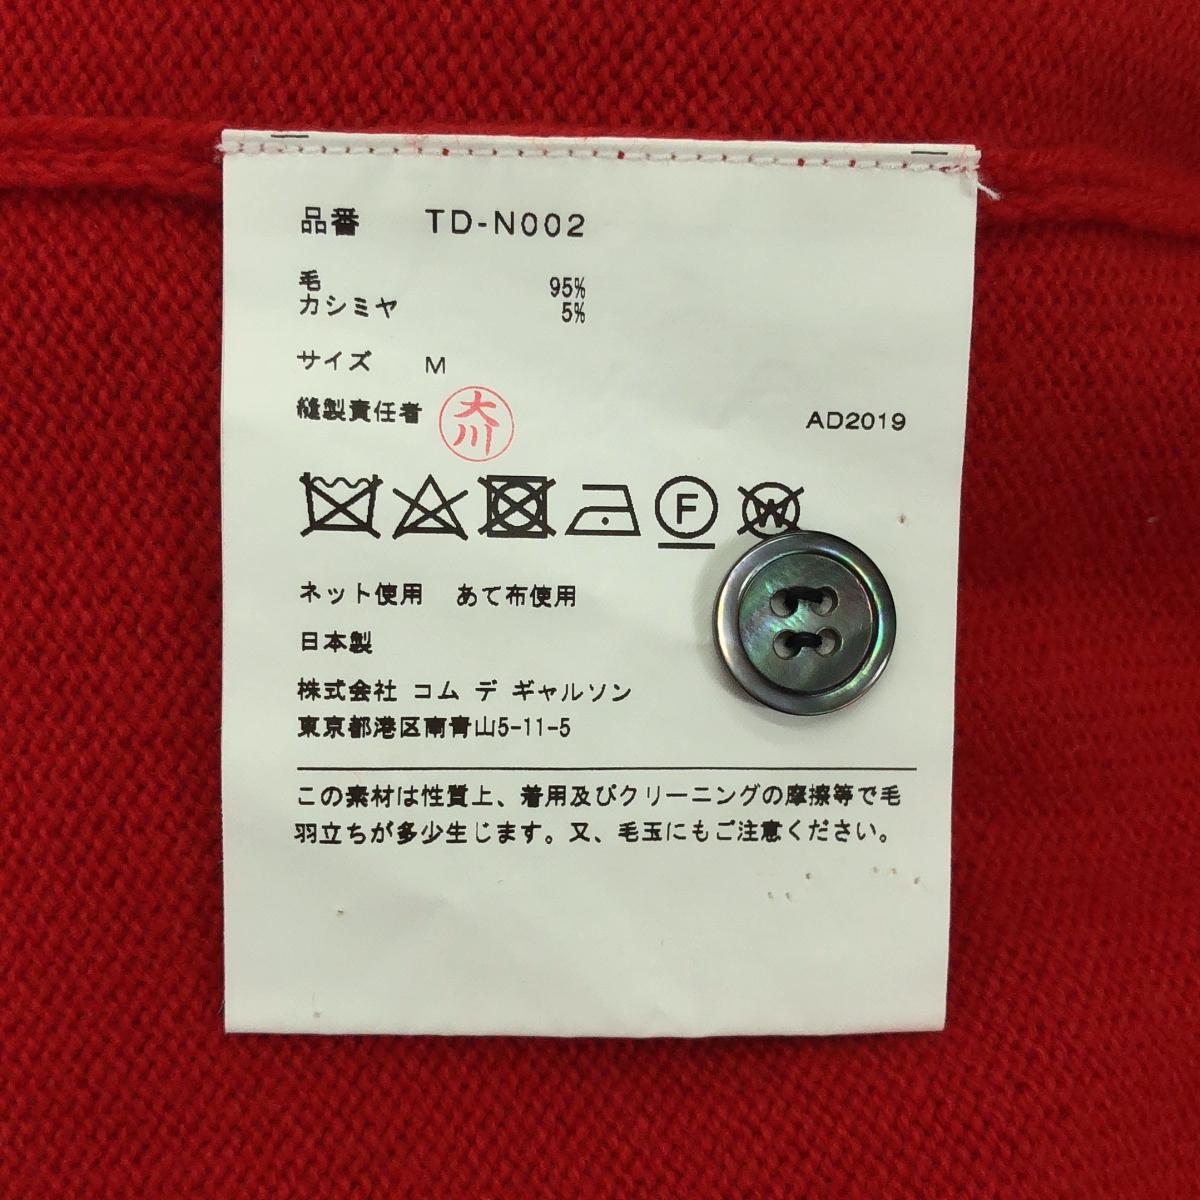 品番 TD-N002
毛 95%
カシミヤ 5%
サイズ M
縫製責任者 大川
AD2019
F W
ネット使用 あて布使用
日本製
株式会社 コム デ ギャルソン
東京都港区南青山5-11-5
この素材は性質上、着用及びクリーニングの摩擦等で毛
羽立ちが多少生じます。又、毛玉にもご注意ください。